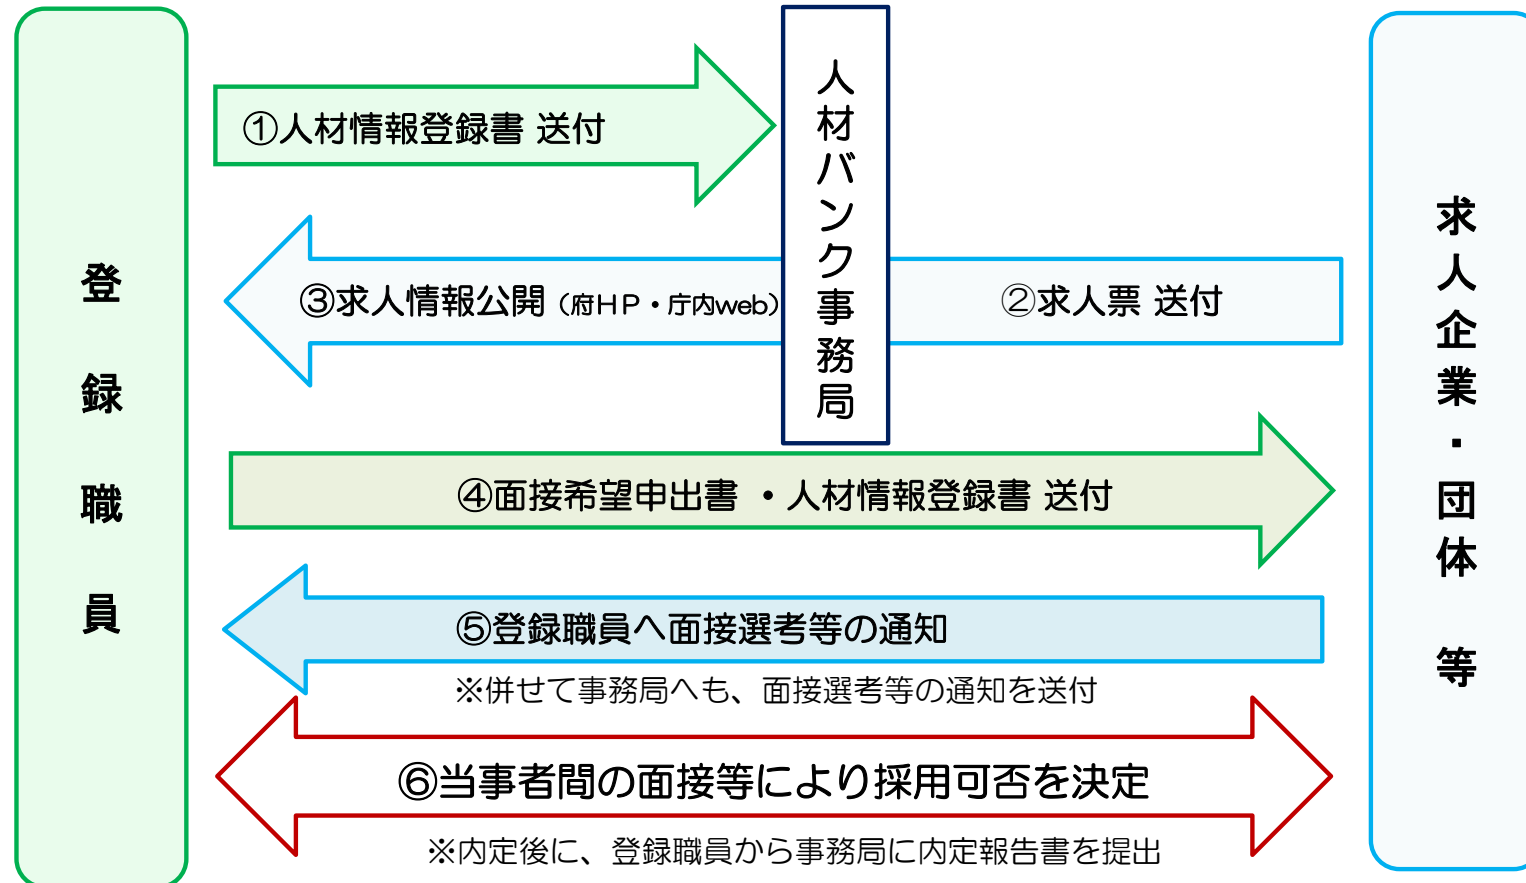 登録職員
①人材情報登録書 送付
人材バンク事務局
③求人情報公開（府ＨＰ・庁内web）
②求人票 送付
④面接希望申出書 ・人材情報登録書 送付
⑤登録職員へ面接選考等の通知
※併せて事務局へも、面接選考等の通知を送付
⑥当事者間の面接等により採用可否を決定
※内定後に、登録職員から事務局に内定報告書を提出
求人企業・団体 等